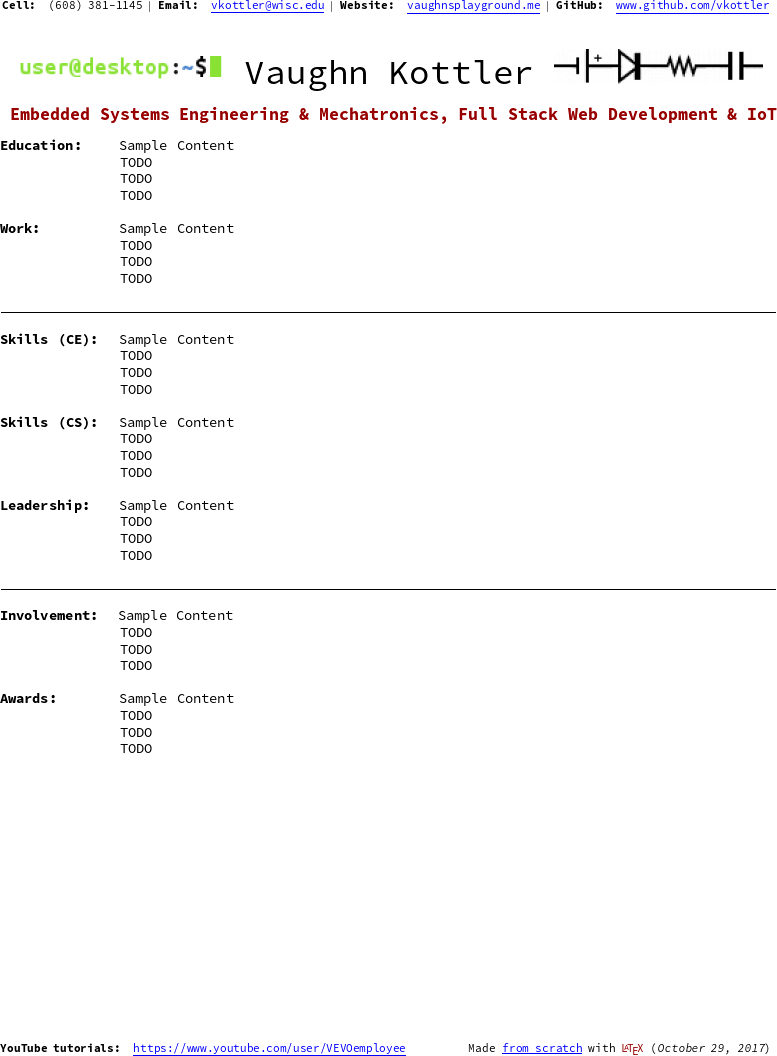 Cell: (608) 381-1145 | Email: vkottler@wisc.edu | Website: vaughnsplayground.me | GitHub: www.github.com/vkottler
user@desktop:~$ Vaughn Kottler +
Embedded Systems Engineering & Mechatronics, Full Stack Web Development & IoT
Education: Sample Content
TODO
TODO
TODO
Work: Sample Content
TODO
TODO
TODO
Skills (CE): Sample Content
TODO
TODO
TODO
Skills (CS): Sample Content
TODO
TODO
TODO
Leadership: Sample Content
TODO
TODO
TODO
Involvement: Sample Content
TODO
TODO
TODO
Awards: Sample Content
TODO
TODO
TODO
YouTube tutorials: https://www.youtube.com/user/VEVOemployee Made from scratch with LATEX (October 29, 2017)